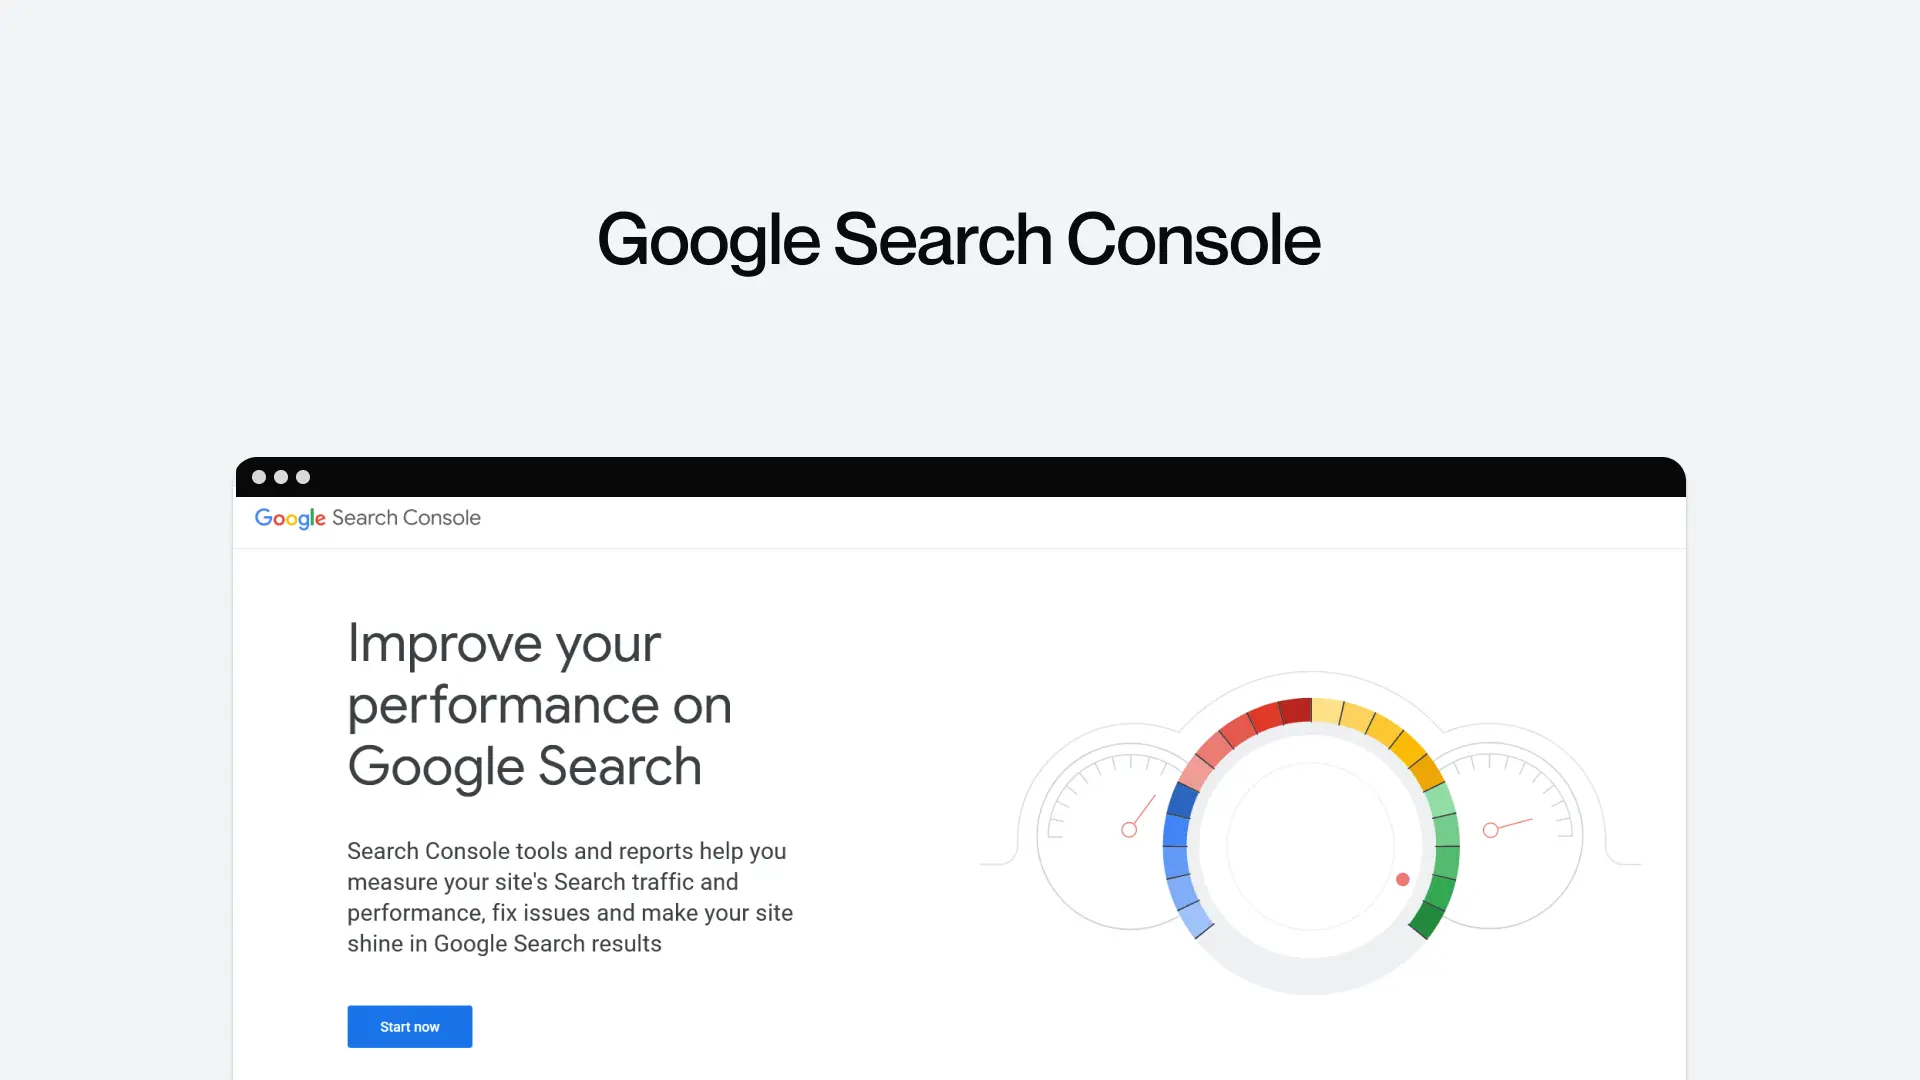 Google Search Console
Google Search Console
Improve your
performance on
Google Search
Search Console tools and reports help you
measure your site's Search traffic and
performance, fix issues and make your site
shine in Google Search results
Start now